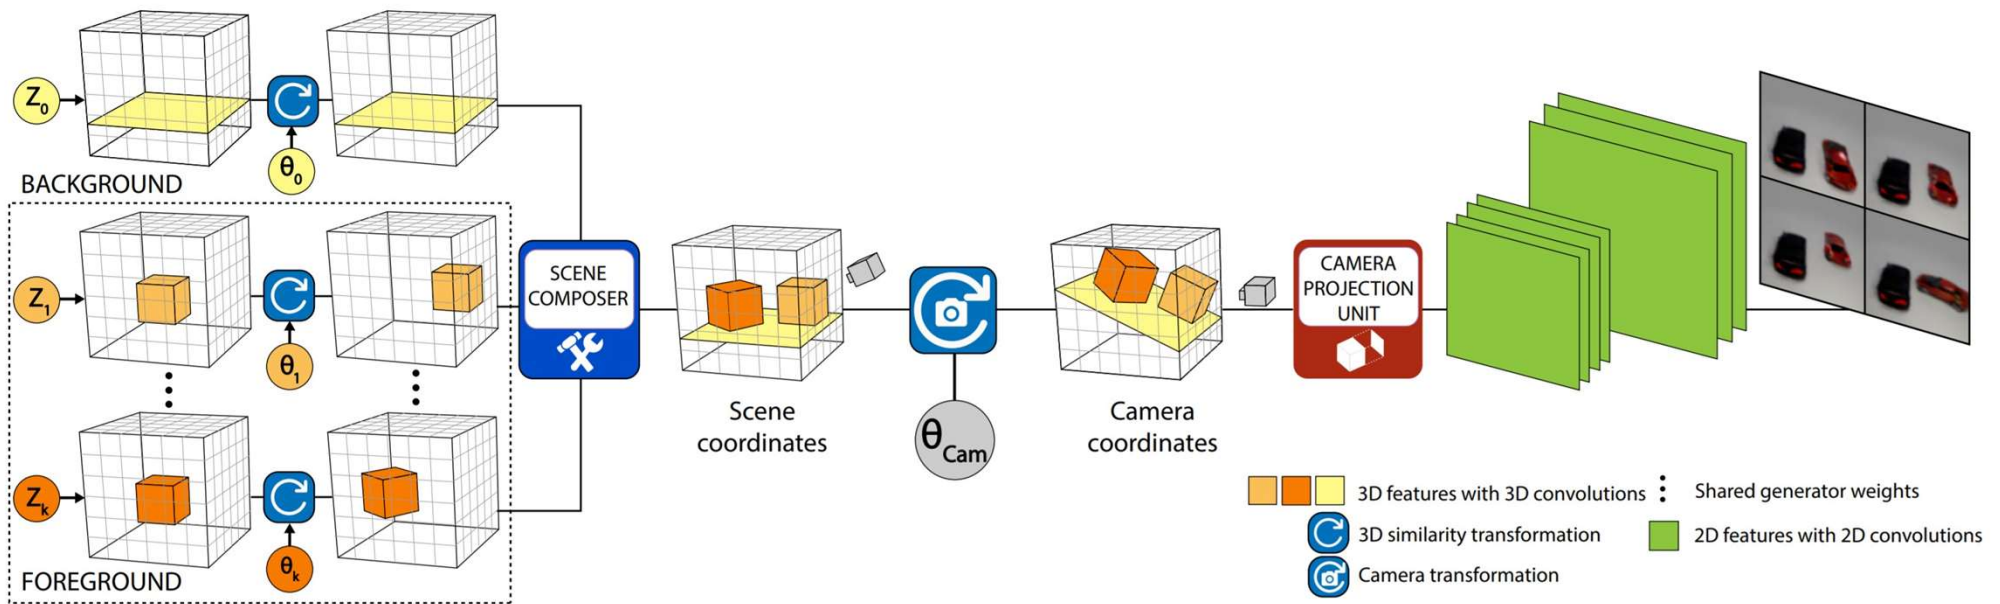 Z0
θ0
BACKGROUND
Z1
θ1
Zk
θk
FOREGROUND
SCENE
COMPOSER
Scene
coordinates
θCam
Camera
coordinates
CAMERA
PROJECTION
UNIT
3D features with 3D convolutions
Shared generator weights
3D similarity transformation
2D features with 2D convolutions
Camera transformation